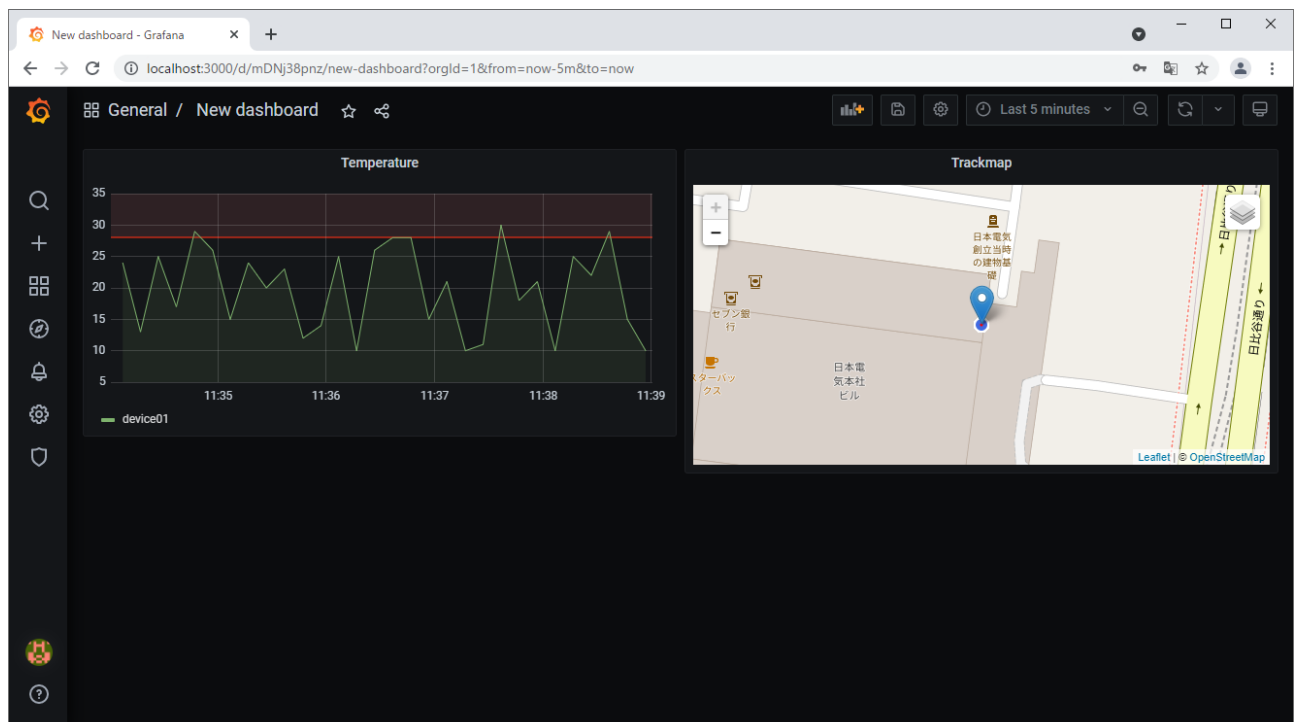 New dashboard - Grafana
localhost:3000/d/mDNj38pnz/new-dashboard?orgId=1&from=now-5m&to=now
General / New dashboard
Last 5 minutes
Temperature
35
30
25
20
15
10
5
11:35
11:36
11:37
11:38
11:39
device01
Trackmap
+
−
日本電気
創立当時
の建物基
礎
セブン銀
行
スターバッ
クス
日本電
気本社
ビル
日比谷通り
Leaflet | © OpenStreetMap